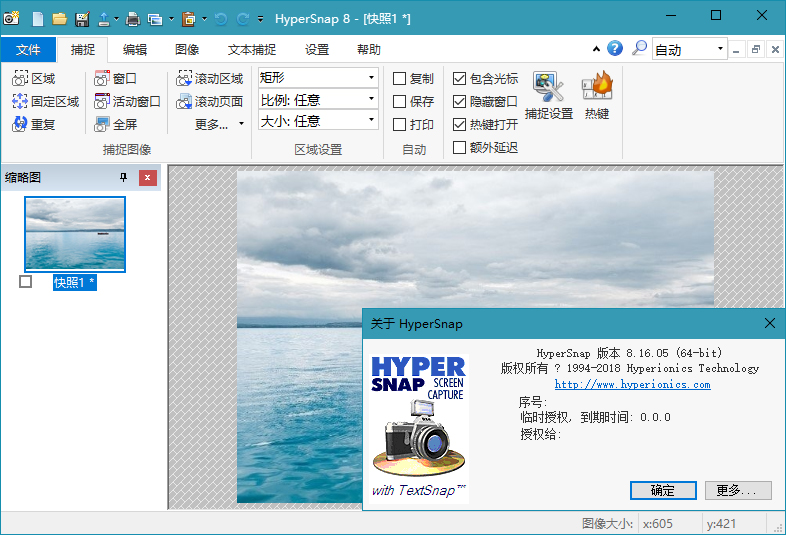 HyperSnap 8 - [快照1 *]
文件 捕捉 编辑 图像 文本捕捉 设置 帮助 自动
区域 窗口 滚动区域 矩形 复制 包含光标
固定区域 活动窗口 滚动页面 比例: 任意 保存 隐藏窗口 捕捉设置 热键
重复 全屏 更多... 大小: 任意 打印 热键打开
捕捉图像 区域设置 自动 额外延迟
缩略图
快照1 *
关于 HyperSnap
HYPER
SNAP SCREEN
CAPTURE
with TextSnap™
HyperSnap 版本 8.16.05 (64-bit)
版权所有 ? 1994-2018 Hyperionics Technology
http://www.hyperionics.com
序号:
临时授权, 到期时间: 0.0.0
授权给:
确定 更多...
图像大小: x:605 y:421